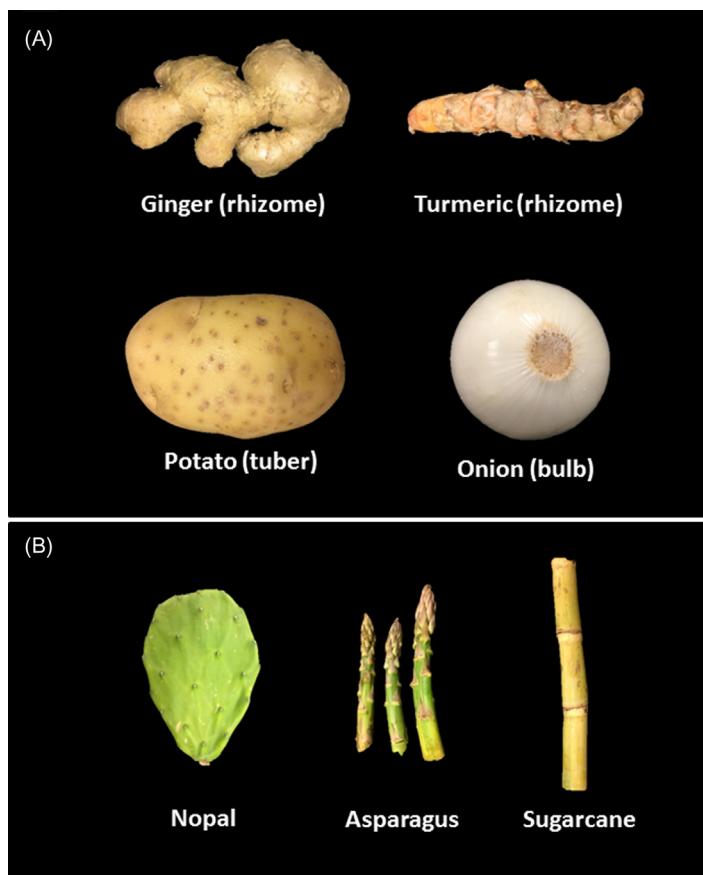 (A)
Ginger (rhizome)
Turmeric (rhizome)
Potato (tuber)
Onion (bulb)
(B)
Nopal
Asparagus
Sugarcane